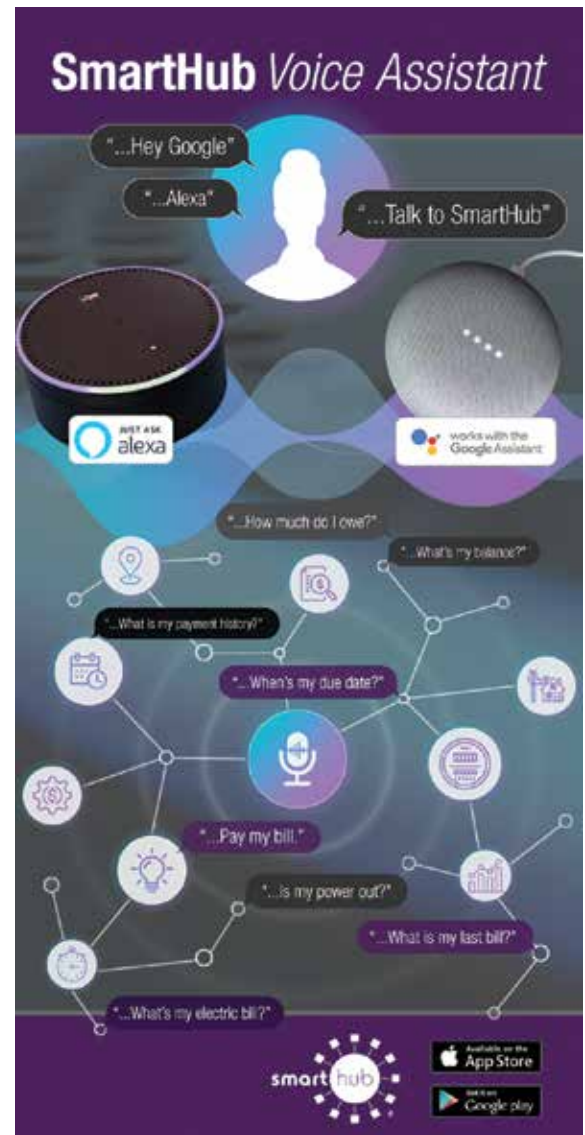 SmartHub Voice Assistant
"...Hey Google"
"...Alexa"
"...Talk to SmartHub"
JUST ASK
alexa
works with the
Google Assistant
"...How much do I owe?"
"...What's my balance?"
"...What is my payment history?"
"...When's my due date?"
"...Pay my bill."
"...Is my power out?"
"...What is my last bill?"
"...What's my electric bill?"
smart hub
Available on the
App Store
Get it on
Google play